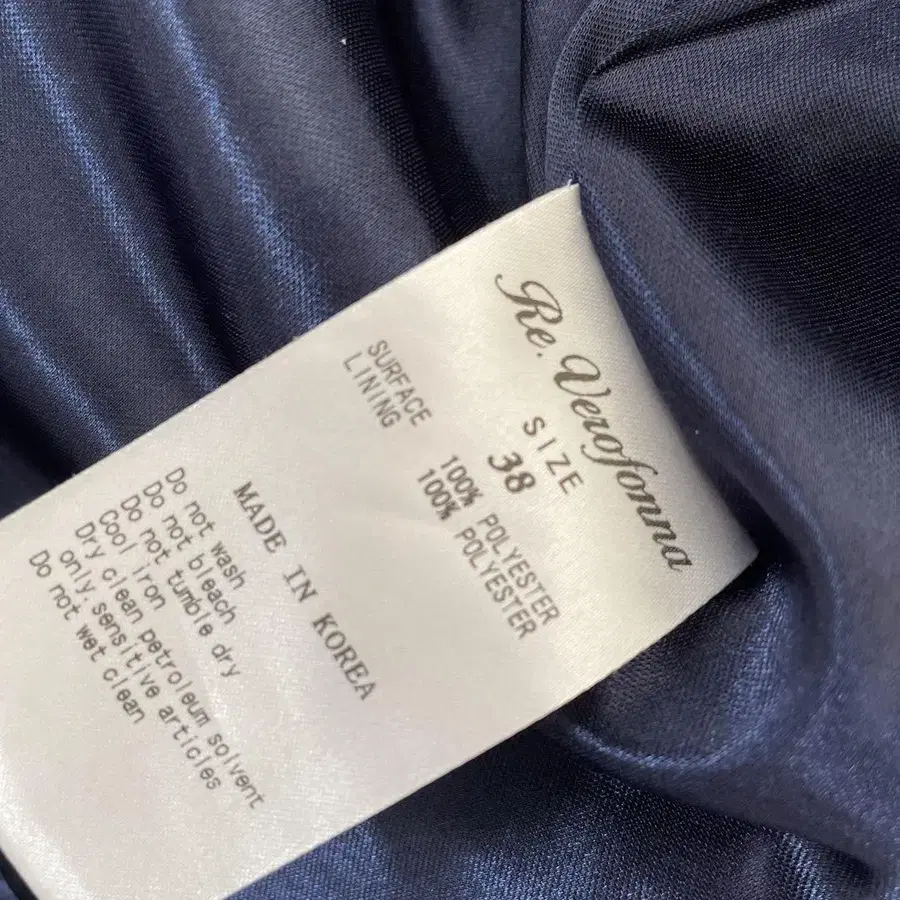 Re. Verofonna
SIZE
38
SURFACE 100% POLYESTER
LINING 100% POLYESTER
MADE IN KOREA
Do not wash
Do not bleach
Do not tumble dry
Cool iron
Dry clean petroleum solvent
only.sensitive articles
Do not wet clean